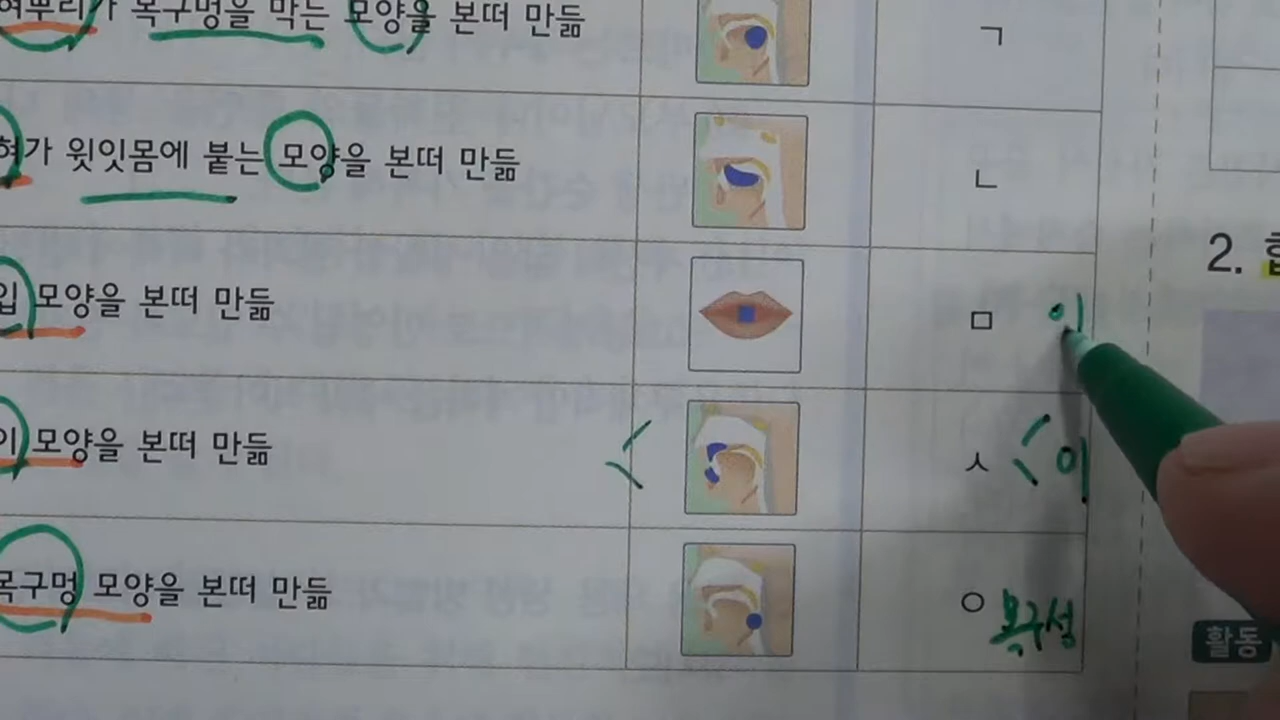 혀뿌리가 목구멍을 막는 모양을 본떠 만듦
ㄱ
혀가 윗잇몸에 붙는 모양을 본떠 만듦
ㄴ
입 모양을 본떠 만듦
ㅁ 이
이 모양을 본떠 만듦
ㅅ 이
목구멍 모양을 본떠 만듦
ㅇ 목구성
2.
활동